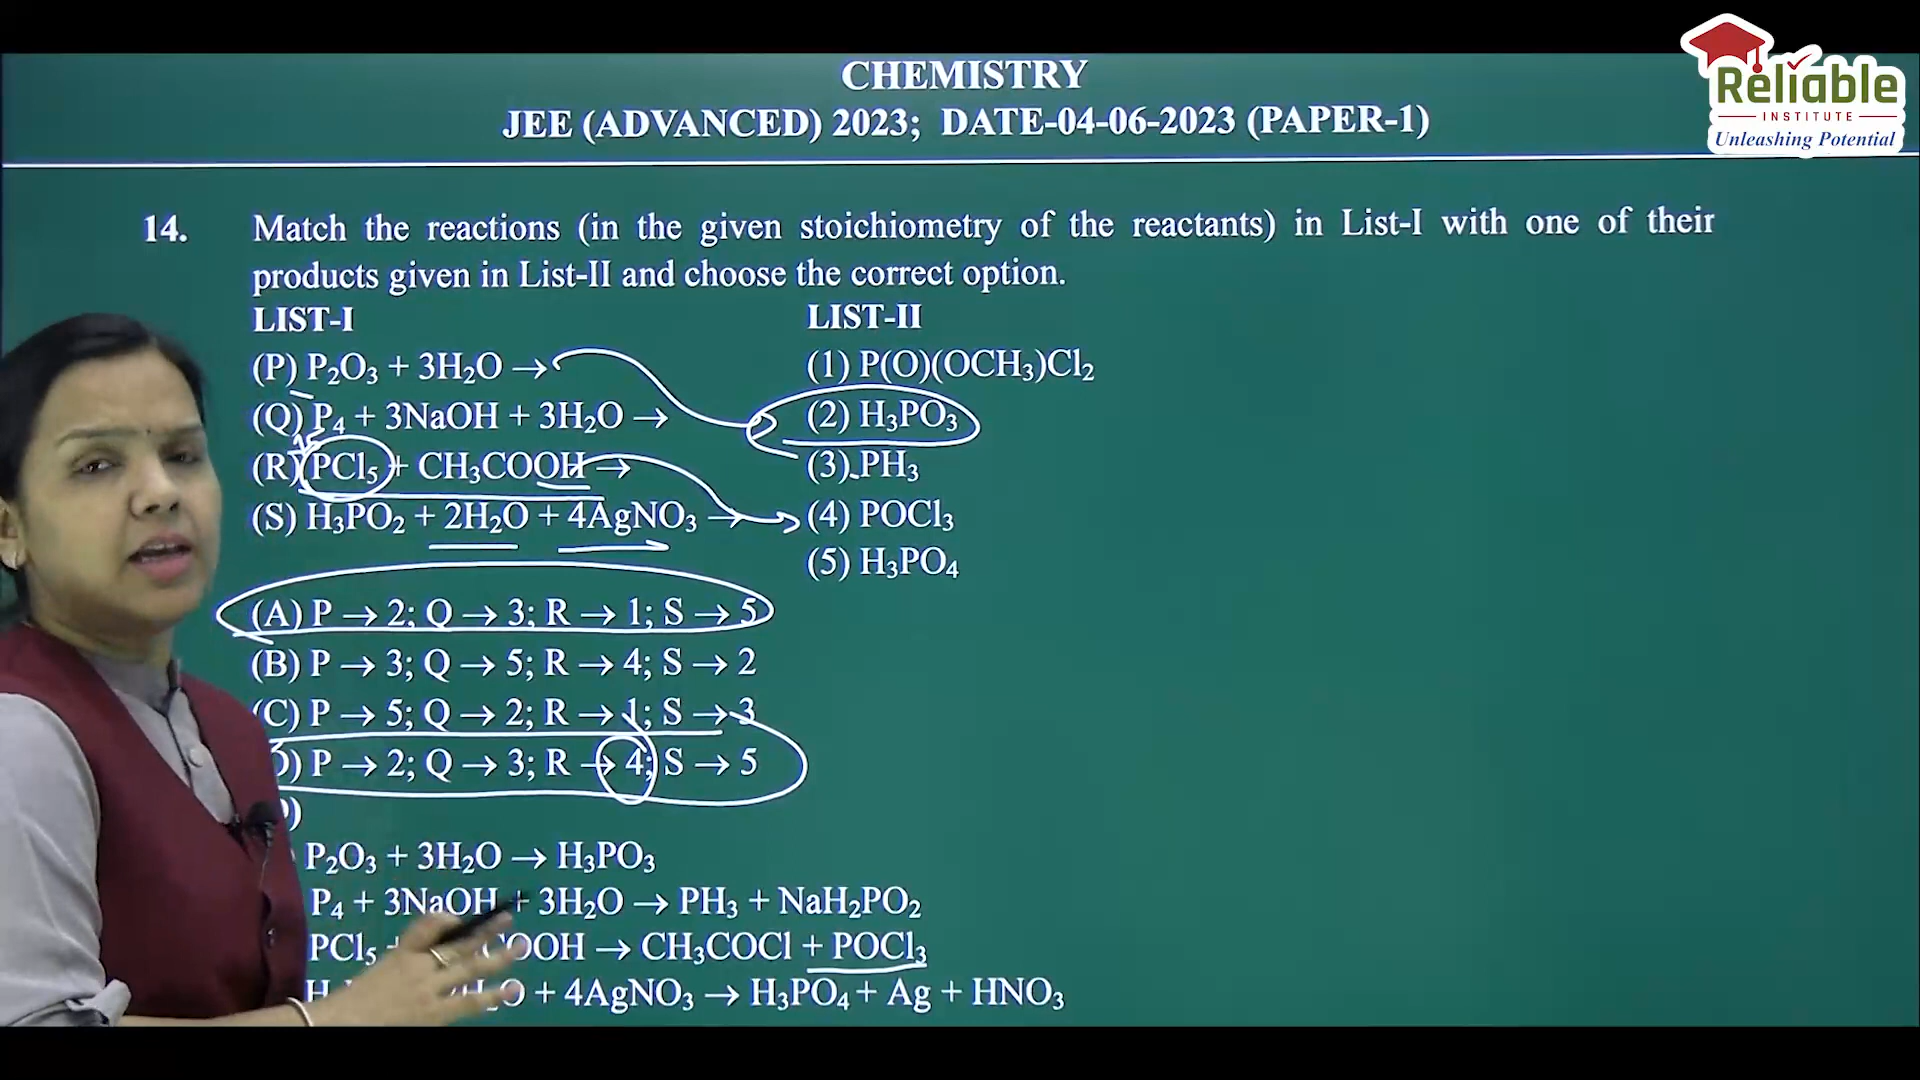 CHEMISTRY
JEE (ADVANCED) 2023; DATE-04-06-2023 (PAPER-1)
Reliable
INSTITUTE
Unleashing Potential
14. Match the reactions (in the given stoichiometry of the reactants) in List-I with one of their
products given in List-II and choose the correct option.
LIST-I LIST-II
(P) P₂O₃ + 3H₂O → (1) P(O)(OCH₃)Cl₂
(Q) P₄ + 3NaOH + 3H₂O → (2) H₃PO₃
(R) PCl₅ + CH₃COOH → (3) PH₃
(S) H₃PO₂ + 2H₂O + 4AgNO₃ → (4) POCl₃
(5) H₃PO₄
(A) P → 2; Q → 3; R → 1; S → 5
(B) P → 3; Q → 5; R → 4; S → 2
(C) P → 5; Q → 2; R → 1; S → 3
D) P → 2; Q → 3; R → 4; S → 5
P₂O₃ + 3H₂O → H₃PO₃
P₄ + 3NaOH + 3H₂O → PH₃ + NaH₂PO₂
PCl₅ + COOH → CH₃COCl + POCl₃
H₂O + 4AgNO₃ → H₃PO₄ + Ag + HNO₃